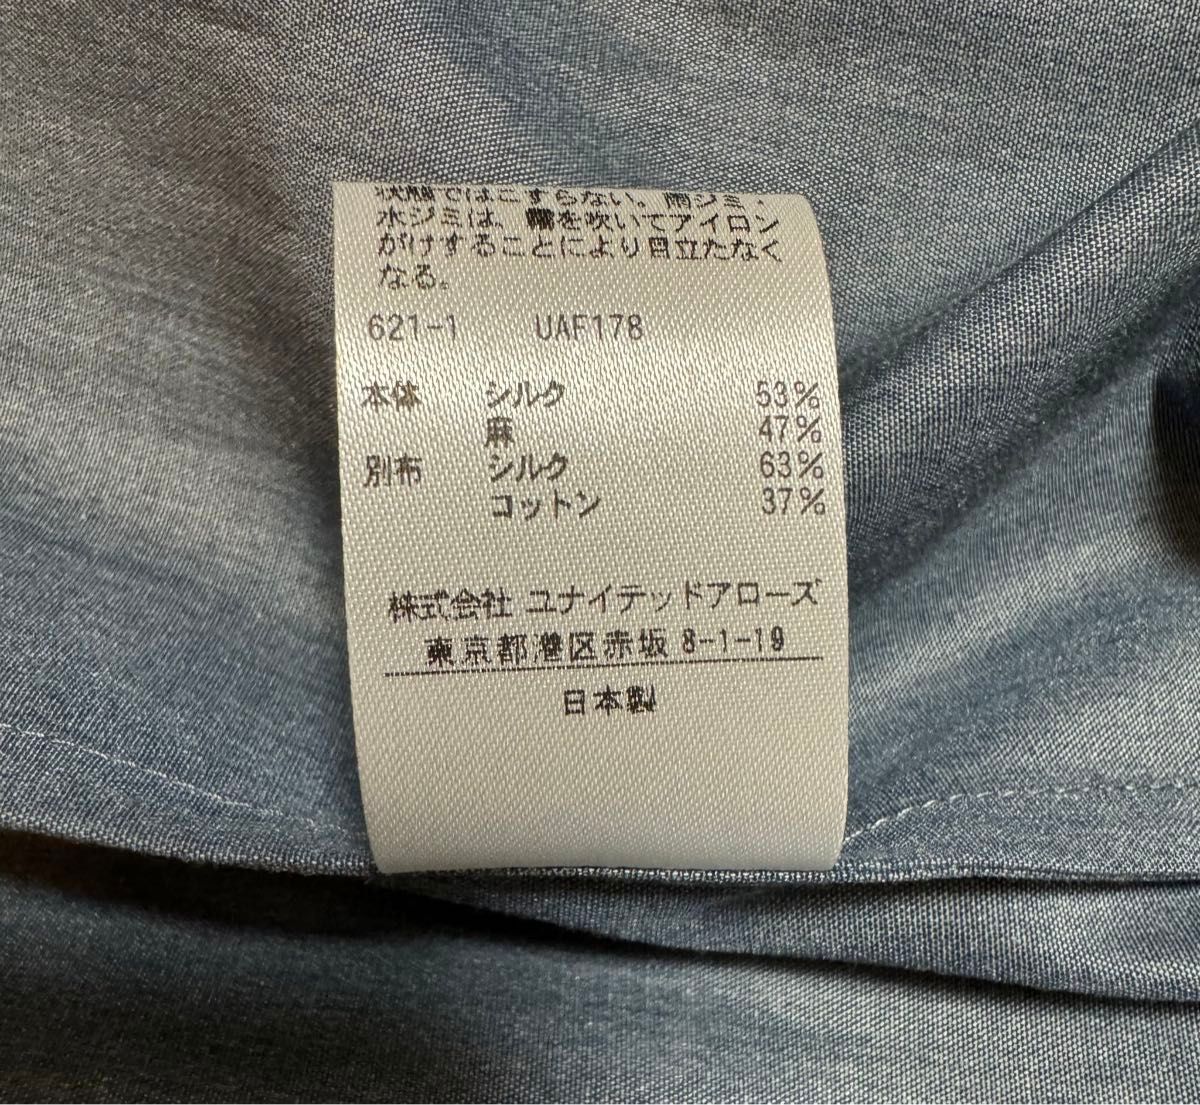 状態ではこすらない。雨ジミ・
水ジミは、霧を吹いてアイロン
がけすることにより目立たなく
なる。
621-1 UAF178
本体 シルク 53%
麻 47%
別布 シルク 63%
コットン 37%
株式会社 ユナイテッドアローズ
東京都港区赤坂 8-1-19
日本製